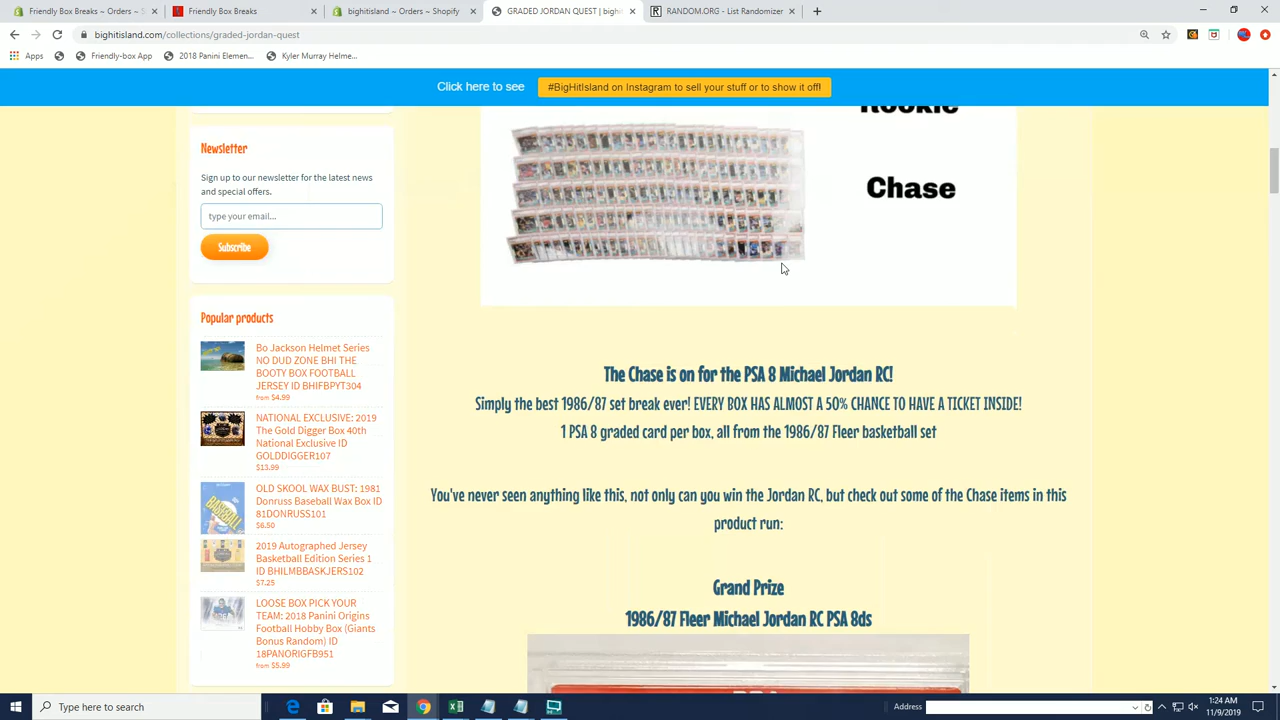 Friendly Box Breaks ~ Orders ~ S
Friendly Box Breaks
bighitisland ~ Orders ~ Shopify
GRADED JORDAN QUEST | bighi
RANDOM.ORG - List Randomizer
bighitisland.com/collections/graded-jordan-quest
Apps
Friendly-box App
2018 Panini Elemen...
Kyler Murray Helme...
Click here to see
#BigHitIsland on Instagram to sell your stuff or to show it off!
Rookie
Chase
Newsletter
Sign up to our newsletter for the latest news
and special offers.
type your email...
Subscribe
Popular products
Bo Jackson Helmet Series
NO DUD ZONE BHI THE
BOOTY BOX FOOTBALL
JERSEY ID BHIFBPYT304
from $4.99
NATIONAL EXCLUSIVE: 2019
The Gold Digger Box 40th
National Exclusive ID
GOLDDIGGER107
$13.99
OLD SKOOL WAX BUST: 1981
Donruss Baseball Wax Box ID
81DONRUSS101
$6.50
2019 Autographed Jersey
Basketball Edition Series 1
ID BHILMBBASKJERS102
$7.25
LOOSE BOX PICK YOUR
TEAM: 2018 Panini Origins
Football Hobby Box (Giants
Bonus Random) ID
18PANORIGFB951
from $5.99
The Chase is on for the PSA 8 Michael Jordan RC!
Simply the best 1986/87 set break ever! EVERY BOX HAS ALMOST A 50% CHANCE TO HAVE A TICKET INSIDE!
1 PSA 8 graded card per box, all from the 1986/87 Fleer basketball set
You've never seen anything like this, not only can you win the Jordan RC, but check out some of the Chase items in this
product run:
Grand Prize
1986/87 Fleer Michael Jordan RC PSA 8ds
Type here to search
Address
1:24 AM
11/9/2019